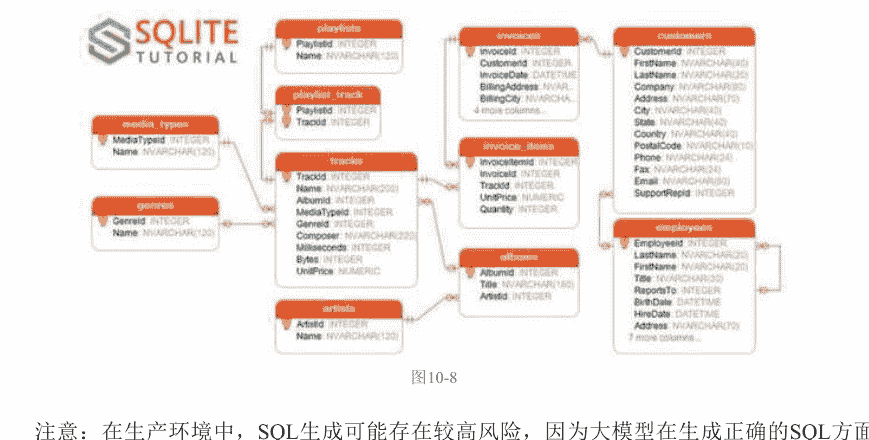 SQLITE
TUTORIAL
playlists
PlaylistId INTEGER
Name NVARCHAR(120)
playlist_track
PlaylistId INTEGER
TrackId INTEGER
media_types
MediaTypeId INTEGER
Name NVARCHAR(120)
genres
GenreId INTEGER
Name NVARCHAR(120)
tracks
TrackId INTEGER
Name NVARCHAR(200)
AlbumId INTEGER
MediaTypeId INTEGER
GenreId INTEGER
Composer NVARCHAR(220)
Milliseconds INTEGER
Bytes INTEGER
UnitPrice NUMERIC
artists
ArtistId INTEGER
Name NVARCHAR(120)
invoices
InvoiceId INTEGER
CustomerId INTEGER
InvoiceDate DATETIME
BillingAddress NVAR...
BillingCity NVARCHA...
4 more columns...
invoice_items
InvoiceItemId INTEGER
InvoiceId INTEGER
TrackId INTEGER
UnitPrice NUMERIC
Quantity INTEGER
albums
AlbumId INTEGER
Title NVARCHAR(160)
ArtistId INTEGER
customers
CustomerId INTEGER
FirstName NVARCHAR(40)
LastName NVARCHAR(20)
Company NVARCHAR(80)
Address NVARCHAR(70)
City NVARCHAR(40)
State NVARCHAR(40)
Country NVARCHAR(40)
PostalCode NVARCHAR(10)
Phone NVARCHAR(24)
Fax NVARCHAR(24)
Email NVARCHAR(60)
SupportRepId INTEGER
employees
EmployeeId INTEGER
LastName NVARCHAR(20)
FirstName NVARCHAR(20)
Title NVARCHAR(30)
ReportsTo INTEGER
BirthDate DATETIME
HireDate DATETIME
Address NVARCHAR(70)
7 more columns...
图10-8
注意：在生产环境中，SQL生成可能存在较高风险，因为大模型在生成正确的SQL方面